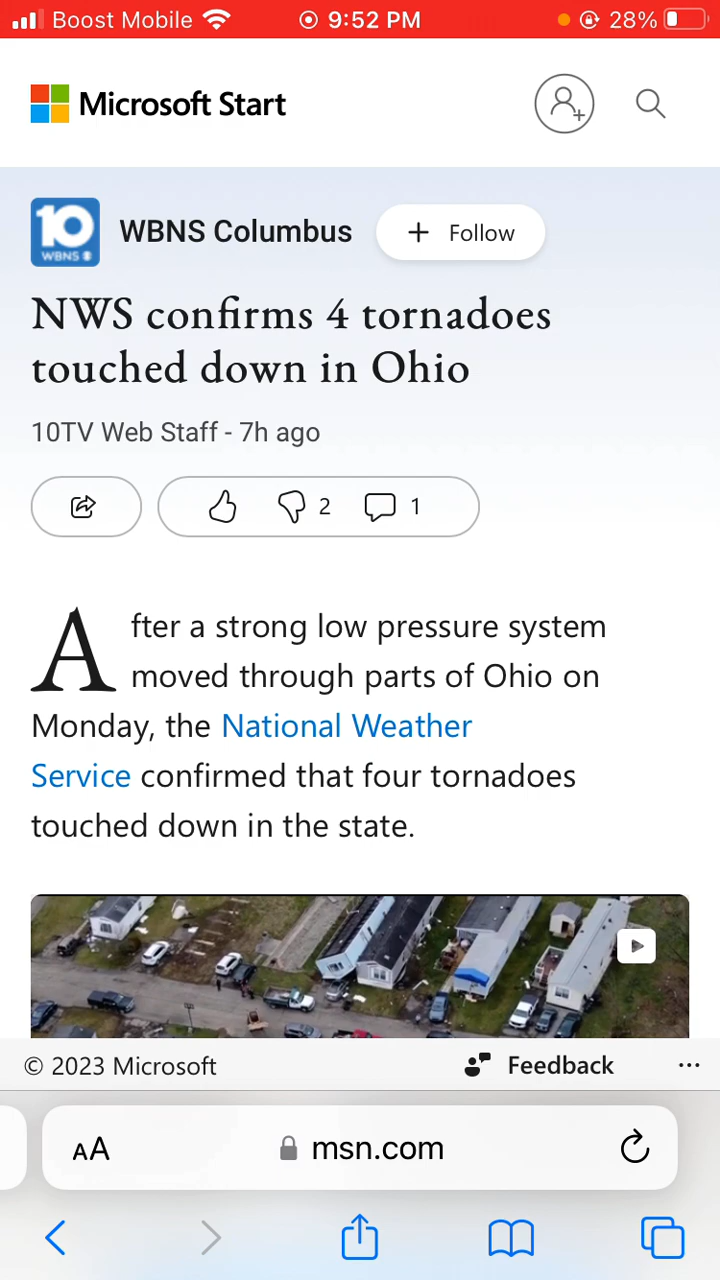 Boost Mobile 9:52 PM 28%
Microsoft Start
10 WBNS WBNS Columbus + Follow
NWS confirms 4 tornadoes
touched down in Ohio
10TV Web Staff - 7h ago
2 1
After a strong low pressure system
moved through parts of Ohio on
Monday, the National Weather
Service confirmed that four tornadoes
touched down in the state.
© 2023 Microsoft Feedback ...
AA msn.com